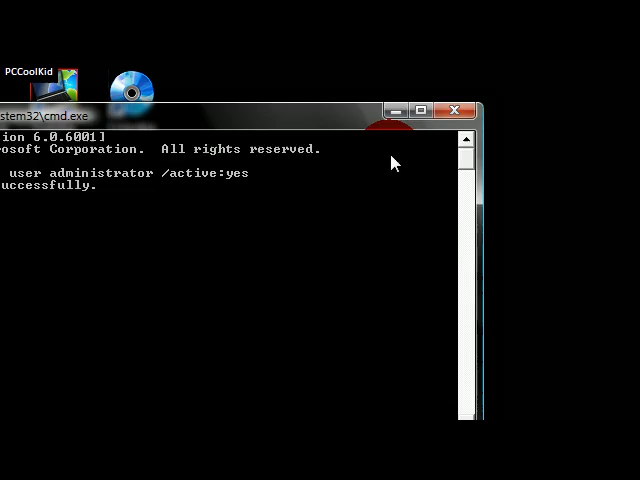 PCCoolKid
stem32\cmd.exe
ion 6.0.6001]
osoft Corporation.  All rights reserved.
user administrator /active:yes
uccessfully.